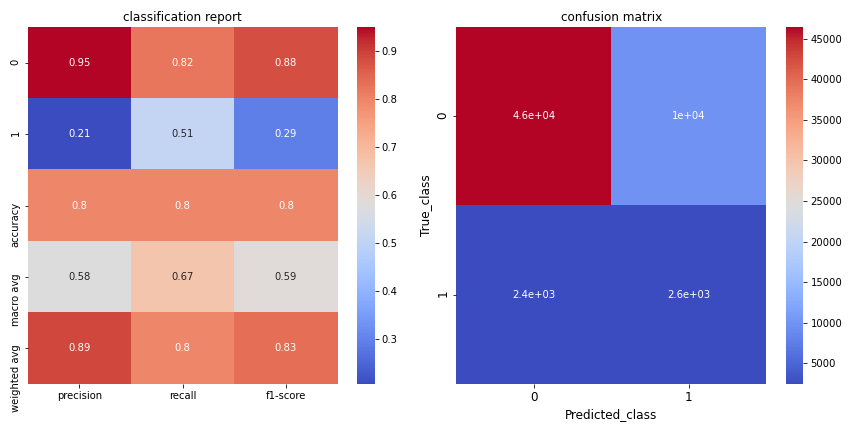 classification report
0 0.95 0.82 0.88
1 0.21 0.51 0.29
accuracy 0.8 0.8 0.8
macro avg 0.58 0.67 0.59
weighted avg 0.89 0.8 0.83
precision recall f1-score
0.9
0.8
0.7
0.6
0.5
0.4
0.3
confusion matrix
True_class
0 4.6e+04 1e+04
1 2.4e+03 2.6e+03
0 1
Predicted_class
45000
40000
35000
30000
25000
20000
15000
10000
5000